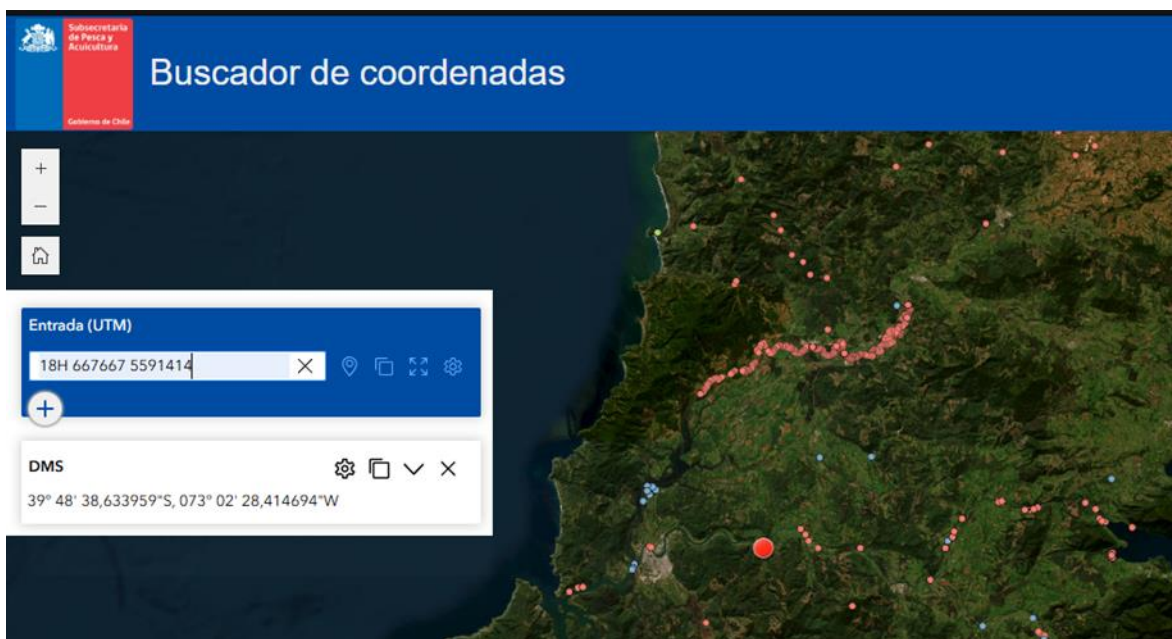 Subsecretaría
de Pesca y
Acuicultura
Gobierno de Chile
Buscador de coordenadas
+
−
Entrada (UTM)
18H 667667 5591414
+
DMS
39° 48' 38,633959"S, 073° 02' 28,414694"W